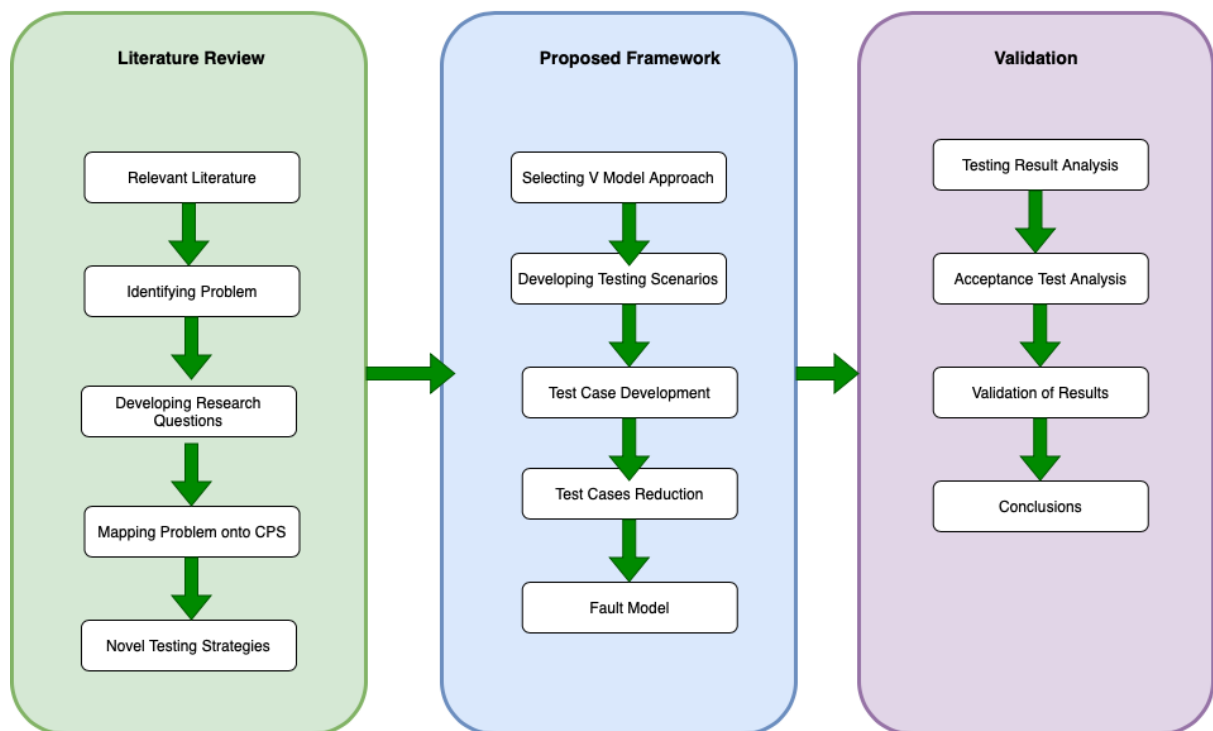 Literature Review
Relevant Literature
Identifying Problem
Developing Research
Questions
Mapping Problem onto CPS
Novel Testing Strategies
Proposed Framework
Selecting V Model Approach
Developing Testing Scenarios
Test Case Development
Test Cases Reduction
Fault Model
Validation
Testing Result Analysis
Acceptance Test Analysis
Validation of Results
Conclusions